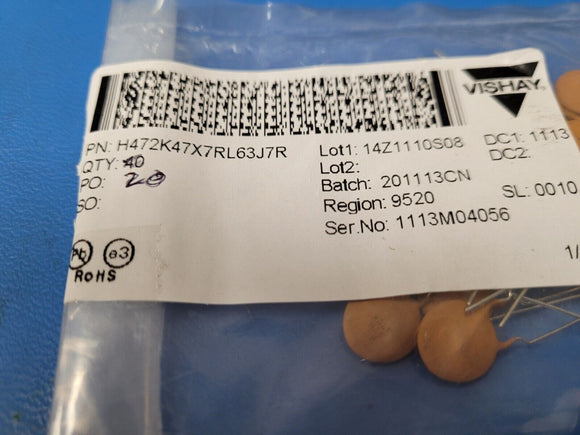 VISHAY
PN: H472K47X7RL63J7R
QTY: 40
PO: 20
SO:
Lot1: 14Z1110S08
Lot2:
Batch: 201113CN
Region: 9520
Ser.No: 1113M04056
DC1: 1113
DC2:
SL: 0010
1/
Pb
e3
RoHS